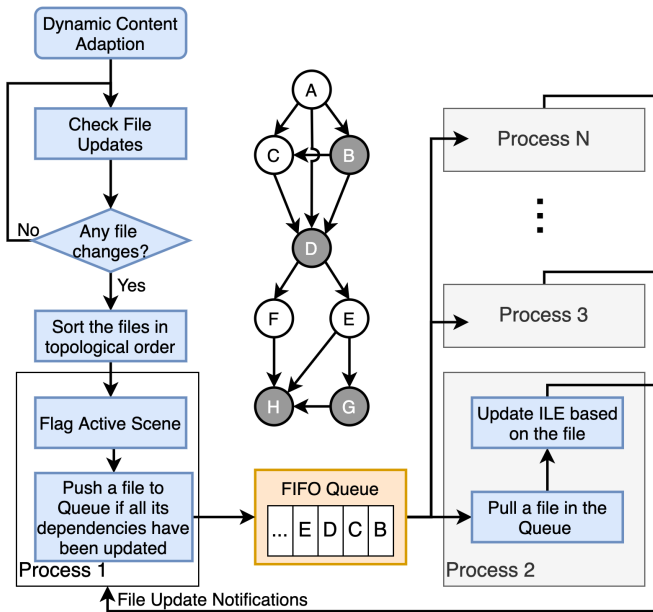 Dynamic Content
Adaption
Check File
Updates
No
Any file
changes?
Yes
Sort the files in
topological order
Flag Active Scene
Push a file to
Queue if all its
dependencies have
been updated
Process 1
A
C
B
D
F
E
H
G
FIFO Queue
... E D C B
Process N
Process 3
Update ILE based
on the file
Pull a file in the
Queue
Process 2
File Update Notifications